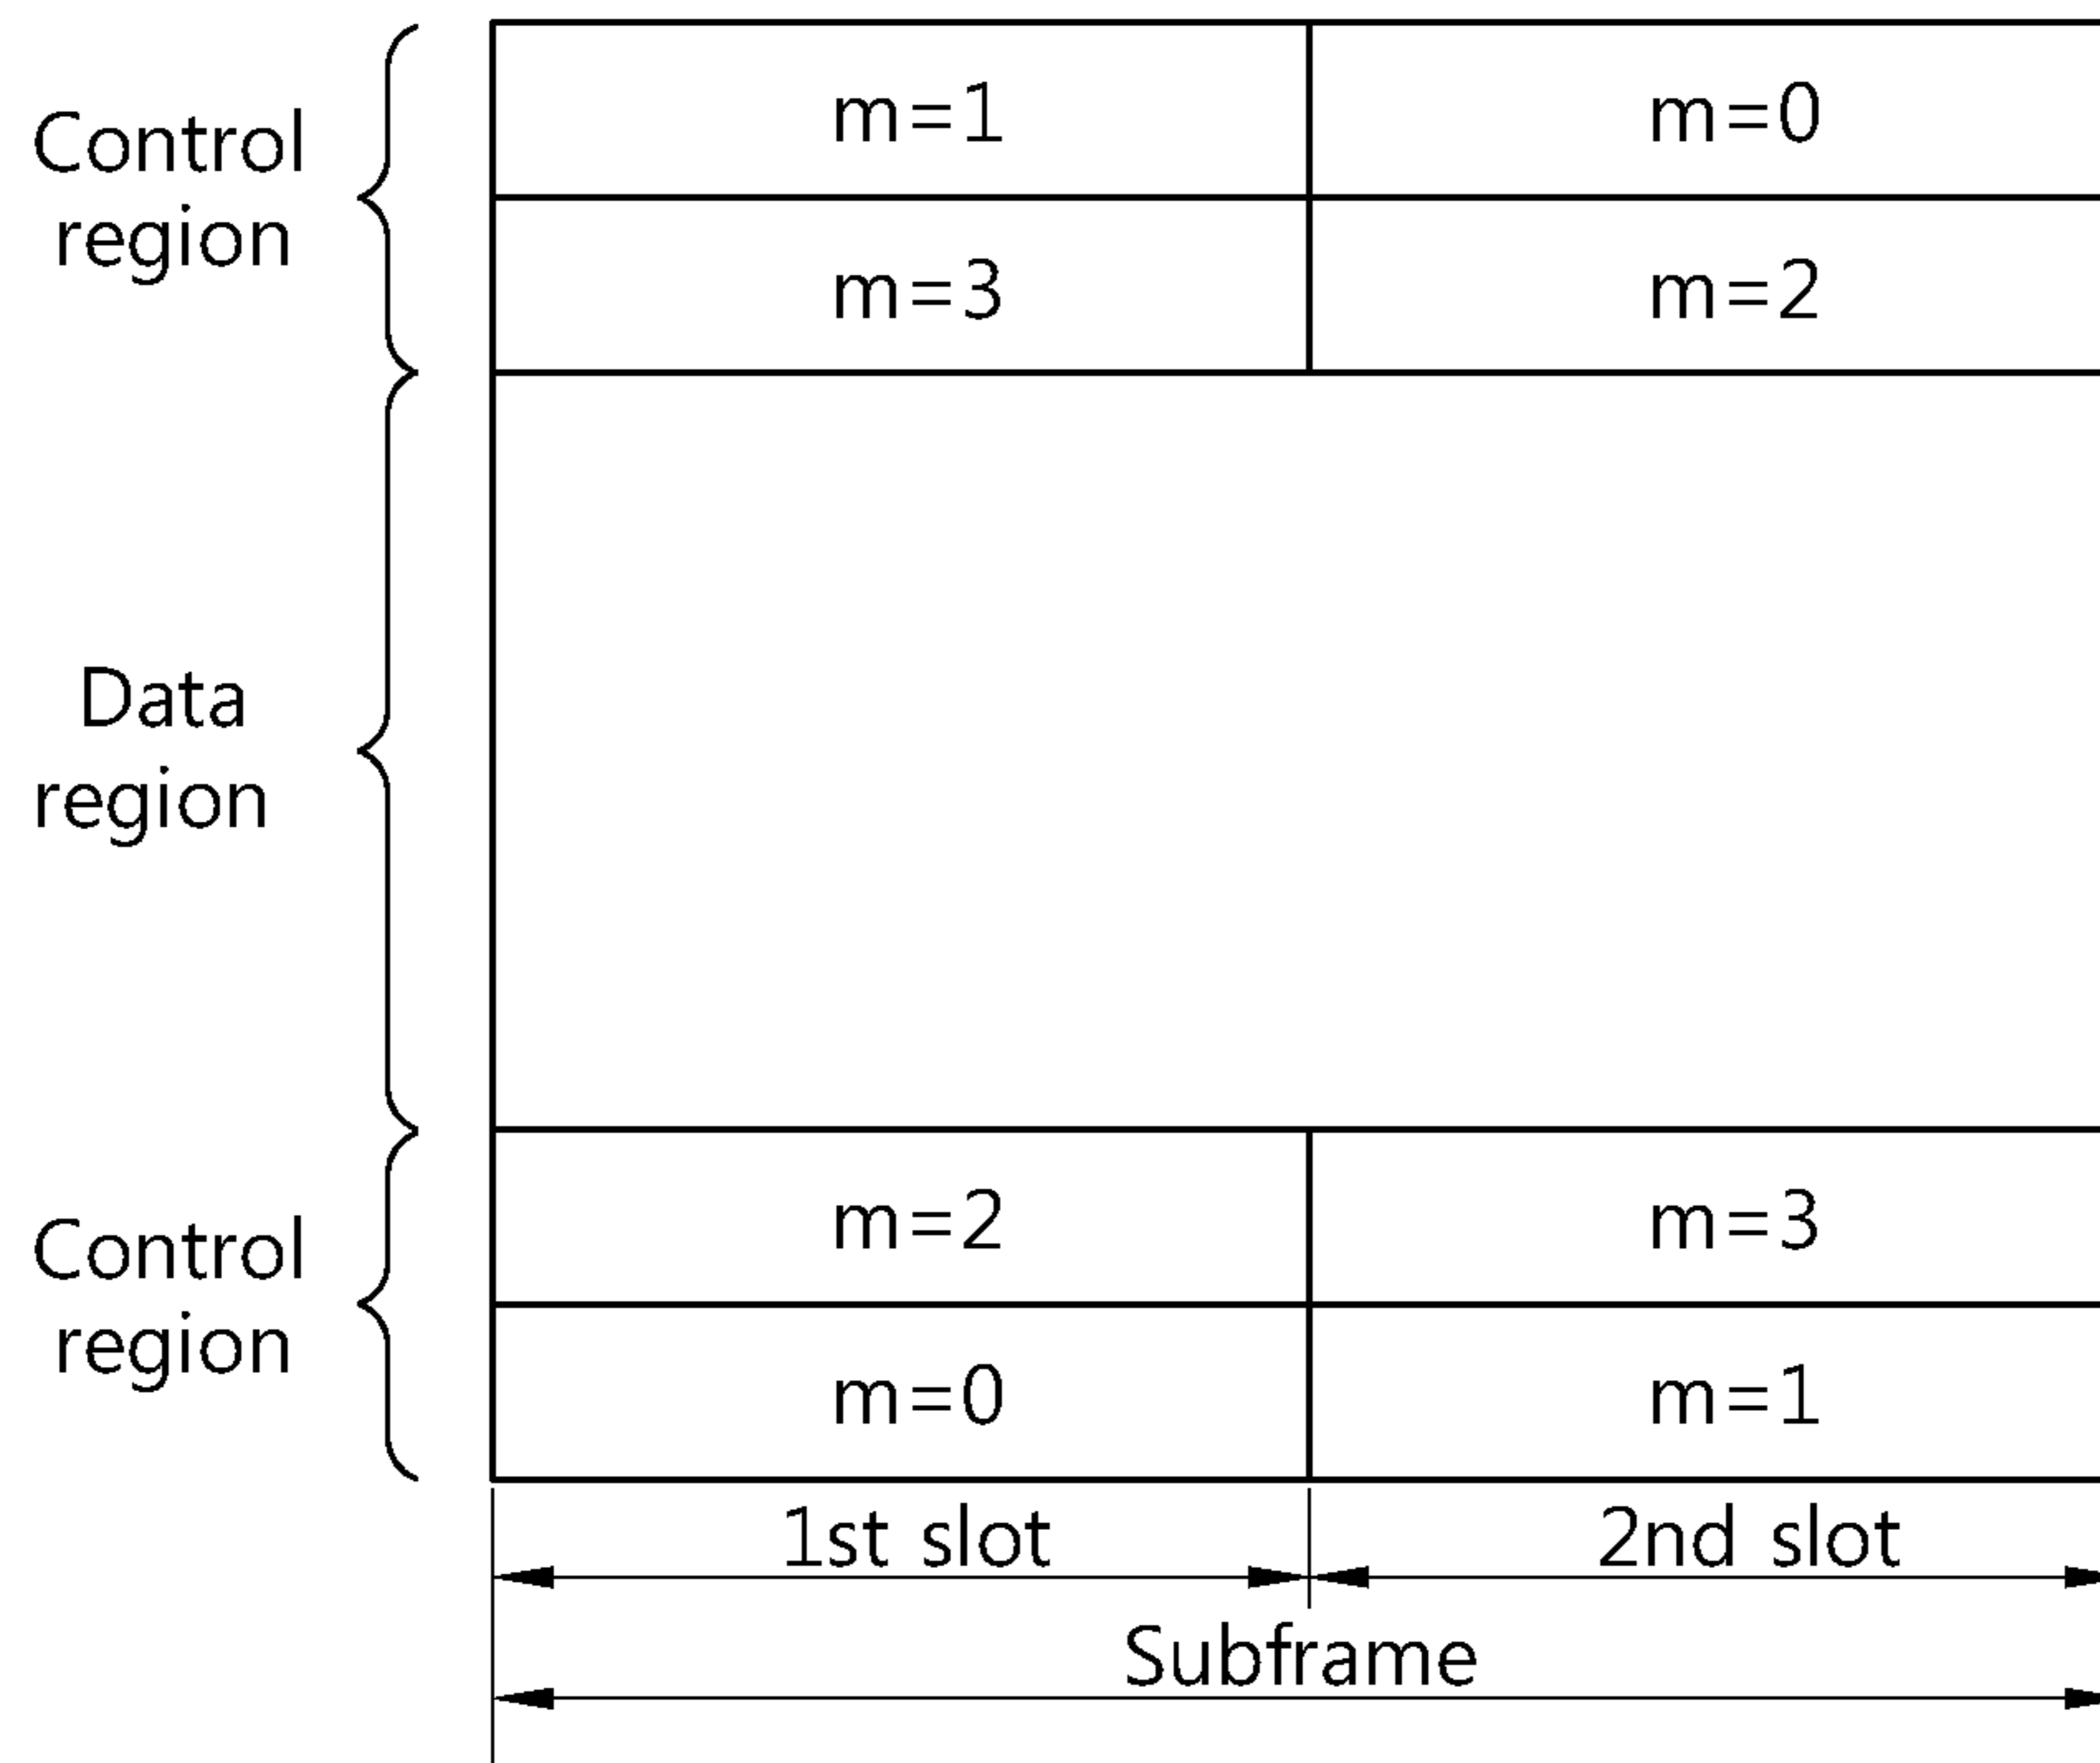 m=1 m=0
Control
region
m=3 m=2
Data
region
m=2 m=3
Control
region
m=0 m=1
1st slot 2nd slot
Subframe